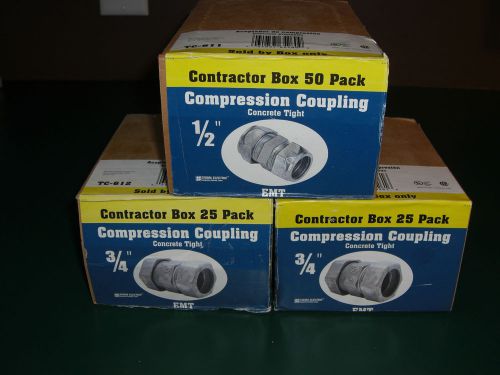 TC-611
Compression
Sold by Box only
Contractor Box 50 Pack
Compression Coupling
Concrete Tight
1/2"
EMT
TC-612
Sold by
Contractor Box 25 Pack
Compression Coupling
Concrete Tight
3/4"
EMT
Compression
Box only
Contractor Box 25 Pack
Compression Coupling
Concrete Tight
3/4"
EMT